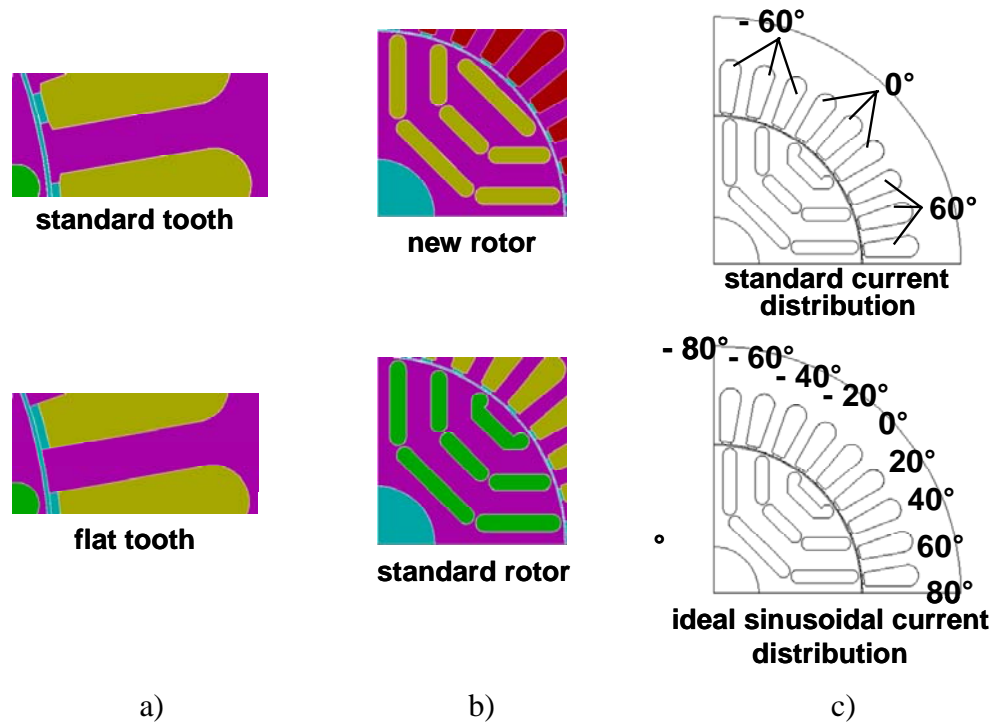 standard tooth
flat tooth
a)
new rotor
standard rotor
b)
- 60°
0°
60°
standard current
distribution
- 80°
- 60°
- 40°
- 20°
0°
20°
40°
60°
80°
°
ideal sinusoidal current
distribution
c)